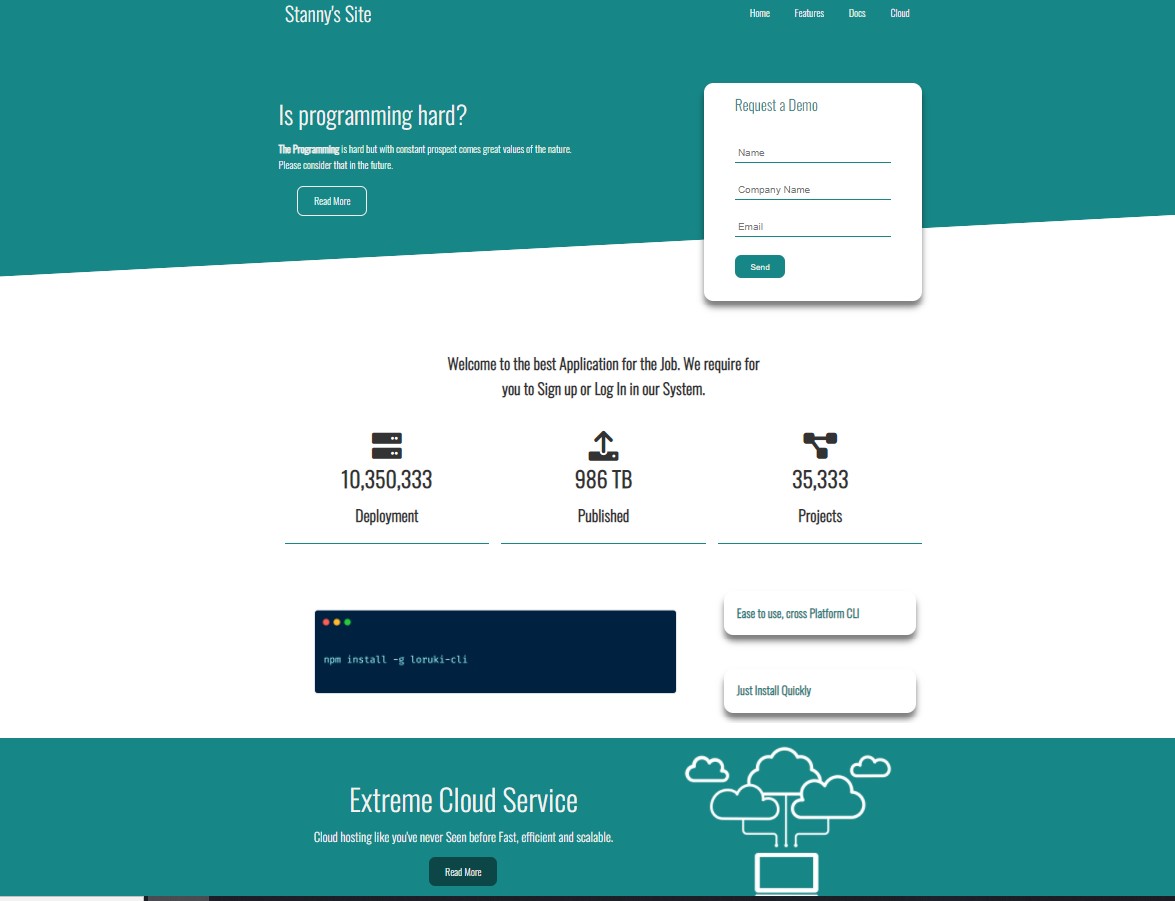 Stanny's Site
Home Features Docs Cloud
Is programming hard?
The Programming is hard but with constant prospect comes great values of the nature.
Please consider that in the future.
Read More
Request a Demo
Name
Company Name
Email
Send
Welcome to the best Application for the Job. We require for
you to Sign up or Log In in our System.
10,350,333
Deployment
986 TB
Published
35,333
Projects
npm install -g loruki-cli
Ease to use, cross Platform CLI
Just Install Quickly
Extreme Cloud Service
Cloud hosting like you've never Seen before Fast, efficient and scalable.
Read More